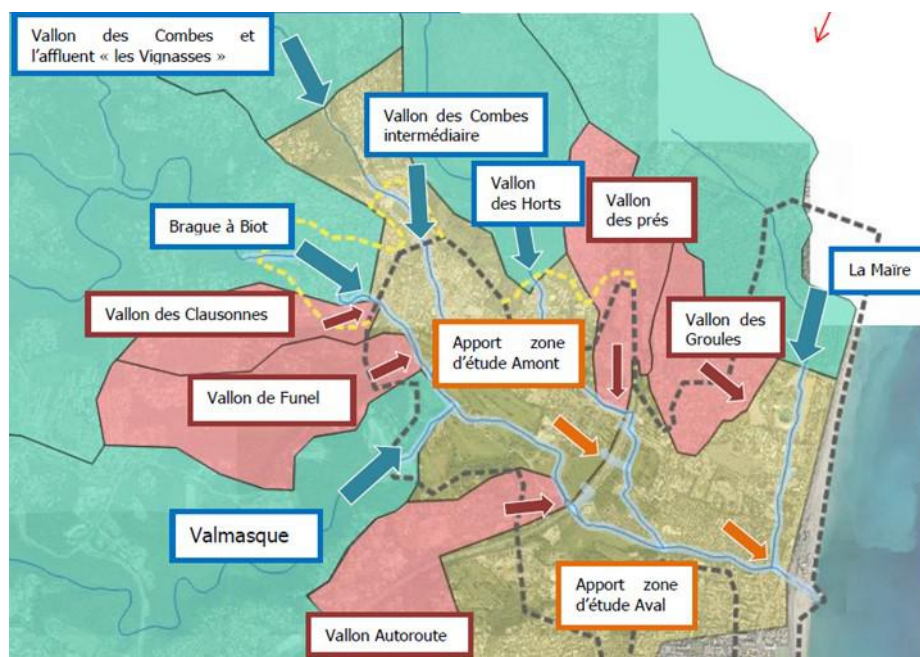 Vallon des Combes et
l'affluent « les Vignasses »
Vallon des Combes
intermédiaire
Vallon
des Horts
Vallon
des prés
Brague à Biot
La Maïre
Vallon des Clausonnes
Vallon des
Groules
Apport zone
d'étude Amont
Vallon de Funel
Valmasque
Apport zone
d'étude Aval
Vallon Autoroute